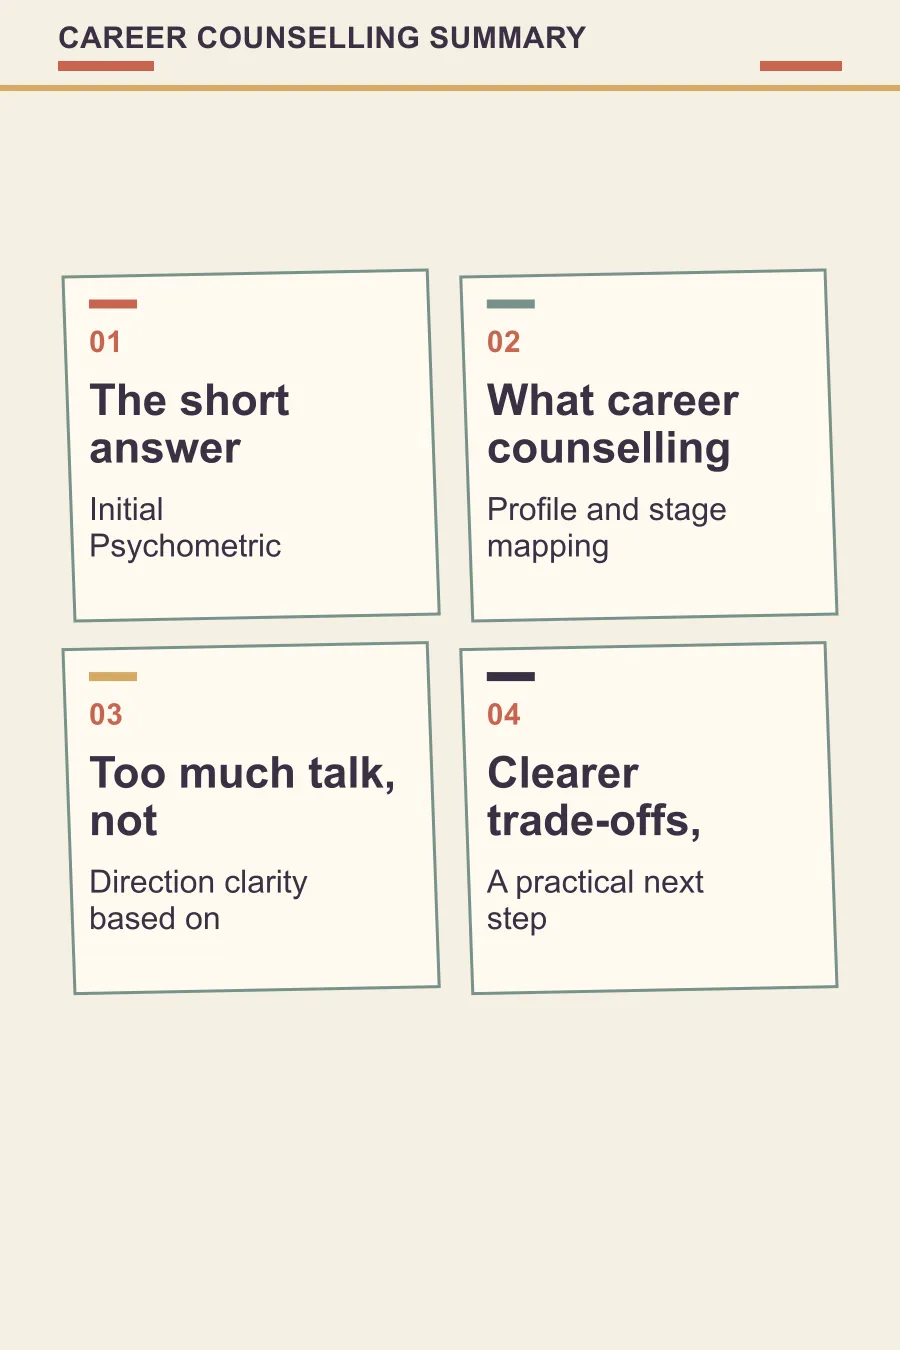 CAREER COUNSELLING SUMMARY
01
The short
answer
Initial
Psychometric
02
What career
counselling
Profile and stage
mapping
03
Too much talk,
not
Direction clarity
based on
04
Clearer
trade-offs,
A practical next
step